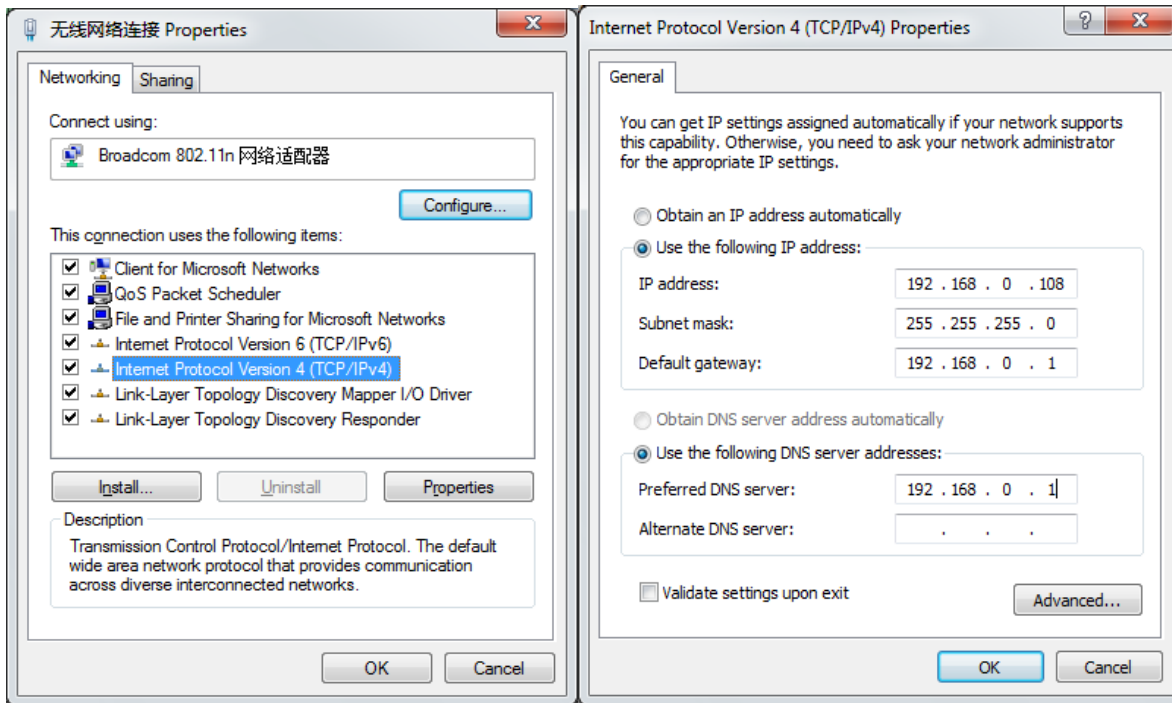 无线网络连接 Properties
Networking
Sharing
Connect using:
Broadcom 802.11n 网络适配器
Configure...
This connection uses the following items:
Client for Microsoft Networks
QoS Packet Scheduler
File and Printer Sharing for Microsoft Networks
Internet Protocol Version 6 (TCP/IPv6)
Internet Protocol Version 4 (TCP/IPv4)
Link-Layer Topology Discovery Mapper I/O Driver
Link-Layer Topology Discovery Responder
Install...
Uninstall
Properties
Description
Transmission Control Protocol/Internet Protocol. The default
wide area network protocol that provides communication
across diverse interconnected networks.
OK
Cancel
Internet Protocol Version 4 (TCP/IPv4) Properties
General
You can get IP settings assigned automatically if your network supports
this capability. Otherwise, you need to ask your network administrator
for the appropriate IP settings.
Obtain an IP address automatically
Use the following IP address:
IP address: 192 . 168 . 0 . 108
Subnet mask: 255 . 255 . 255 . 0
Default gateway: 192 . 168 . 0 . 1
Obtain DNS server address automatically
Use the following DNS server addresses:
Preferred DNS server: 192 . 168 . 0 . 1
Alternate DNS server: . . .
Validate settings upon exit
Advanced...
OK
Cancel